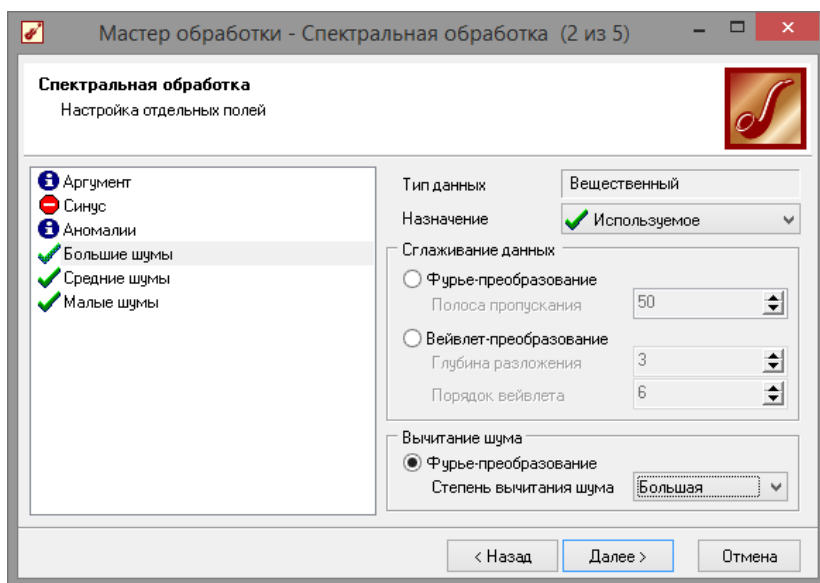 Мастер обработки - Спектральная обработка (2 из 5)
Спектральная обработка
Настройка отдельных полей
Аргумент
Синус
Аномалии
Большие шумы
Средние шумы
Малые шумы
Тип данных Вещественный
Назначение Используемое
Сглаживание данных
Фурье-преобразование
Полоса пропускания 50
Вейвлет-преобразование
Глубина разложения 3
Порядок вейвлета 6
Вычитание шума
Фурье-преобразование
Степень вычитания шума Большая
< Назад Далее > Отмена